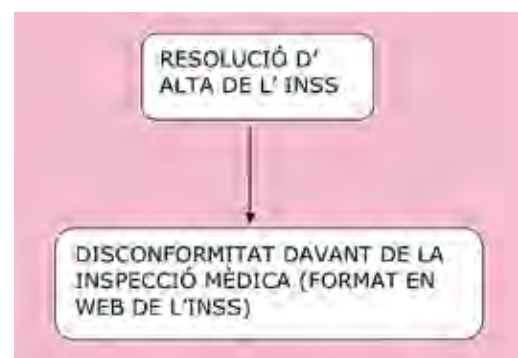 RESOLUCIÓ D'
ALTA DE L' INSS
DISCONFORMITAT DAVANT DE LA
INSPECCIÓ MÈDICA (FORMAT EN
WEB DE L'INSS)